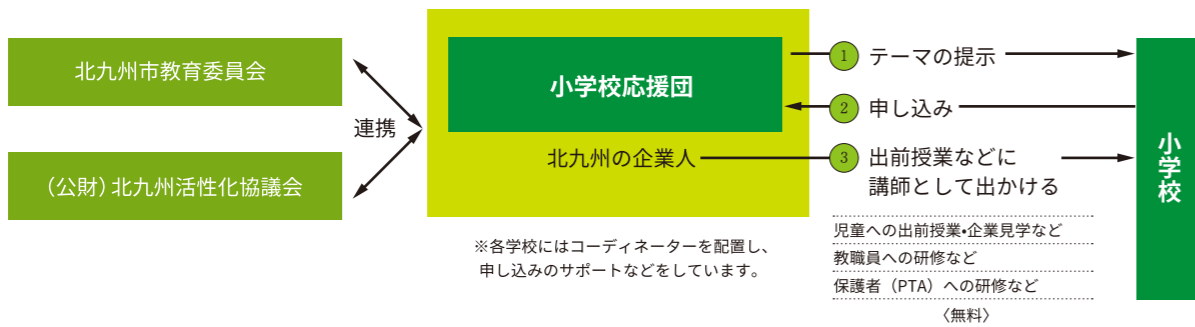 北九州市教育委員会
（公財）北九州活性化協議会
連携
小学校応援団
北九州の企業人
※各学校にはコーディネーターを配置し、
申し込みのサポートなどをしています。
1 テーマの提示
2 申し込み
3 出前授業などに
講師として出かける
児童への出前授業・企業見学など
教職員への研修など
保護者（PTA）への研修など
〈無料〉
小学校